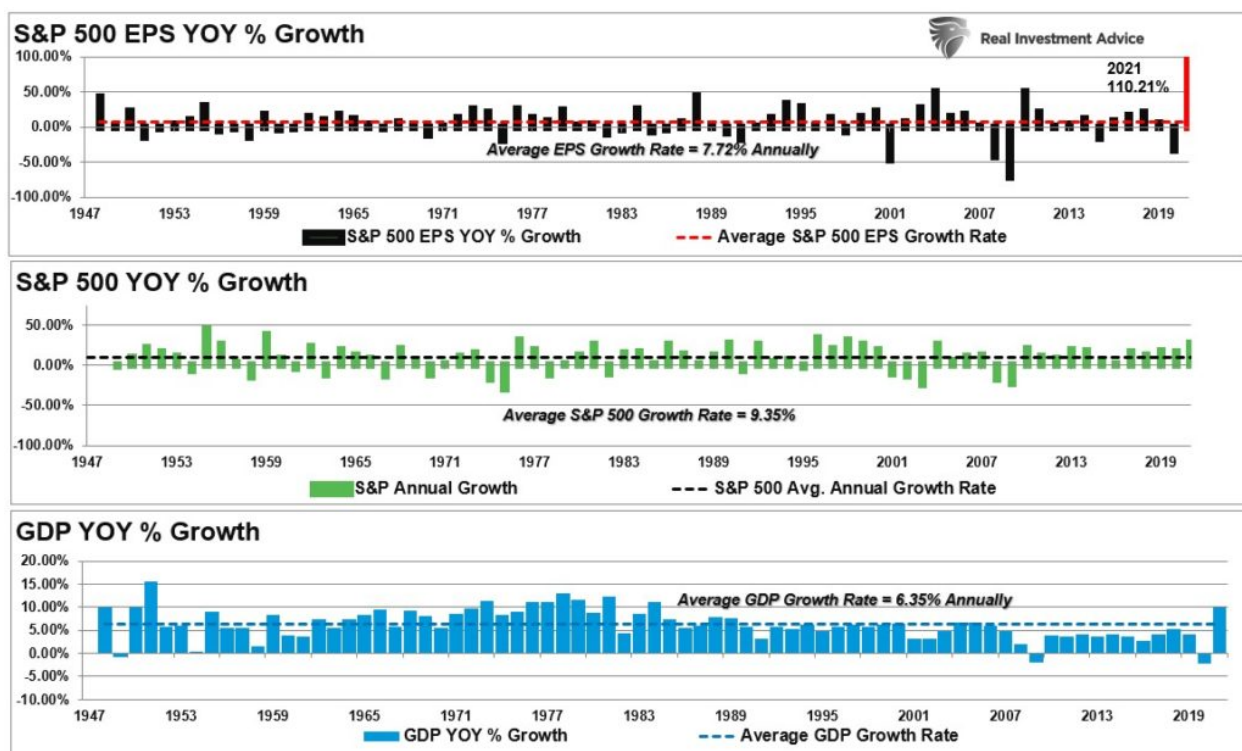 S&P 500 EPS YOY % Growth
Real Investment Advice
100.00%
50.00%
0.00%
-50.00%
-100.00%
2021
110.21%
Average EPS Growth Rate = 7.72% Annually
1947 1953 1959 1965 1971 1977 1983 1989 1995 2001 2007 2013 2019
S&P 500 EPS YOY % Growth Average S&P 500 EPS Growth Rate
S&P 500 YOY % Growth
50.00%
0.00%
-50.00%
-100.00%
Average S&P 500 Growth Rate = 9.35%
1947 1953 1959 1965 1971 1977 1983 1989 1995 2001 2007 2013 2019
S&P Annual Growth S&P 500 Avg. Annual Growth Rate
GDP YOY % Growth
20.00%
15.00%
10.00%
5.00%
0.00%
-5.00%
-10.00%
Average GDP Growth Rate = 6.35% Annually
1947 1953 1959 1965 1971 1977 1983 1989 1995 2001 2007 2013 2019
GDP YOY % Growth Average GDP Growth Rate